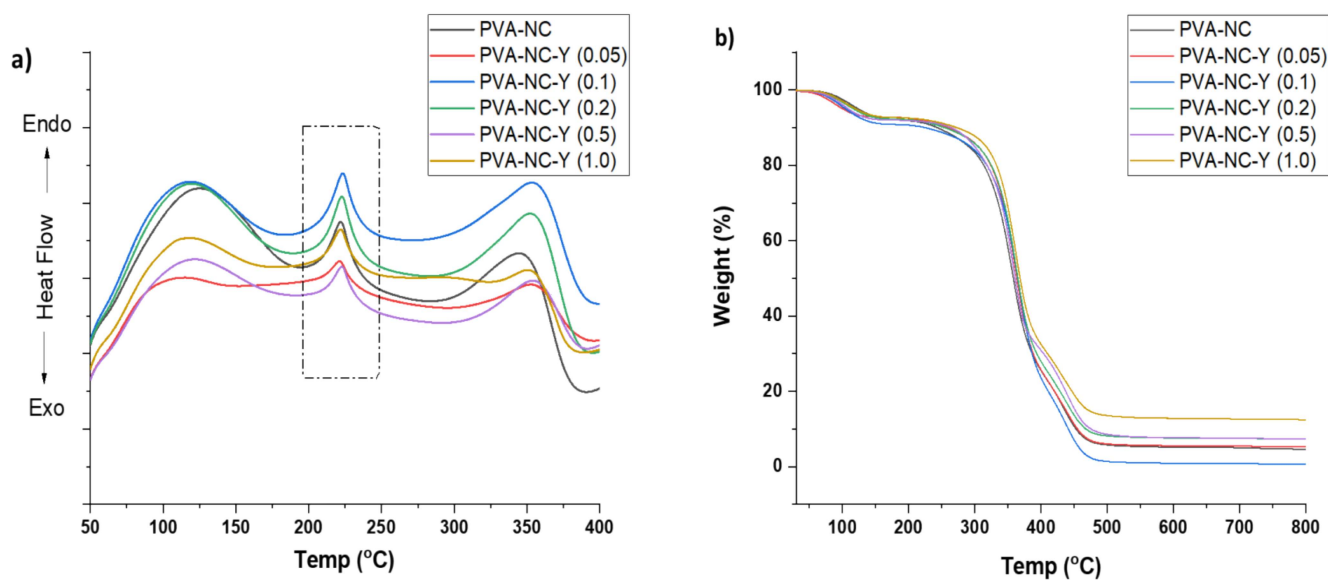 a)
PVA-NC
PVA-NC-Y (0.05)
PVA-NC-Y (0.1)
PVA-NC-Y (0.2)
PVA-NC-Y (0.5)
PVA-NC-Y (1.0)
Endo
Heat Flow
Exo
50 100 150 200 250 300 350 400
Temp (°C)
b)
PVA-NC
PVA-NC-Y (0.05)
PVA-NC-Y (0.1)
PVA-NC-Y (0.2)
PVA-NC-Y (0.5)
PVA-NC-Y (1.0)
Weight (%)
100
80
60
40
20
0
100 200 300 400 500 600 700 800
Temp (°C)